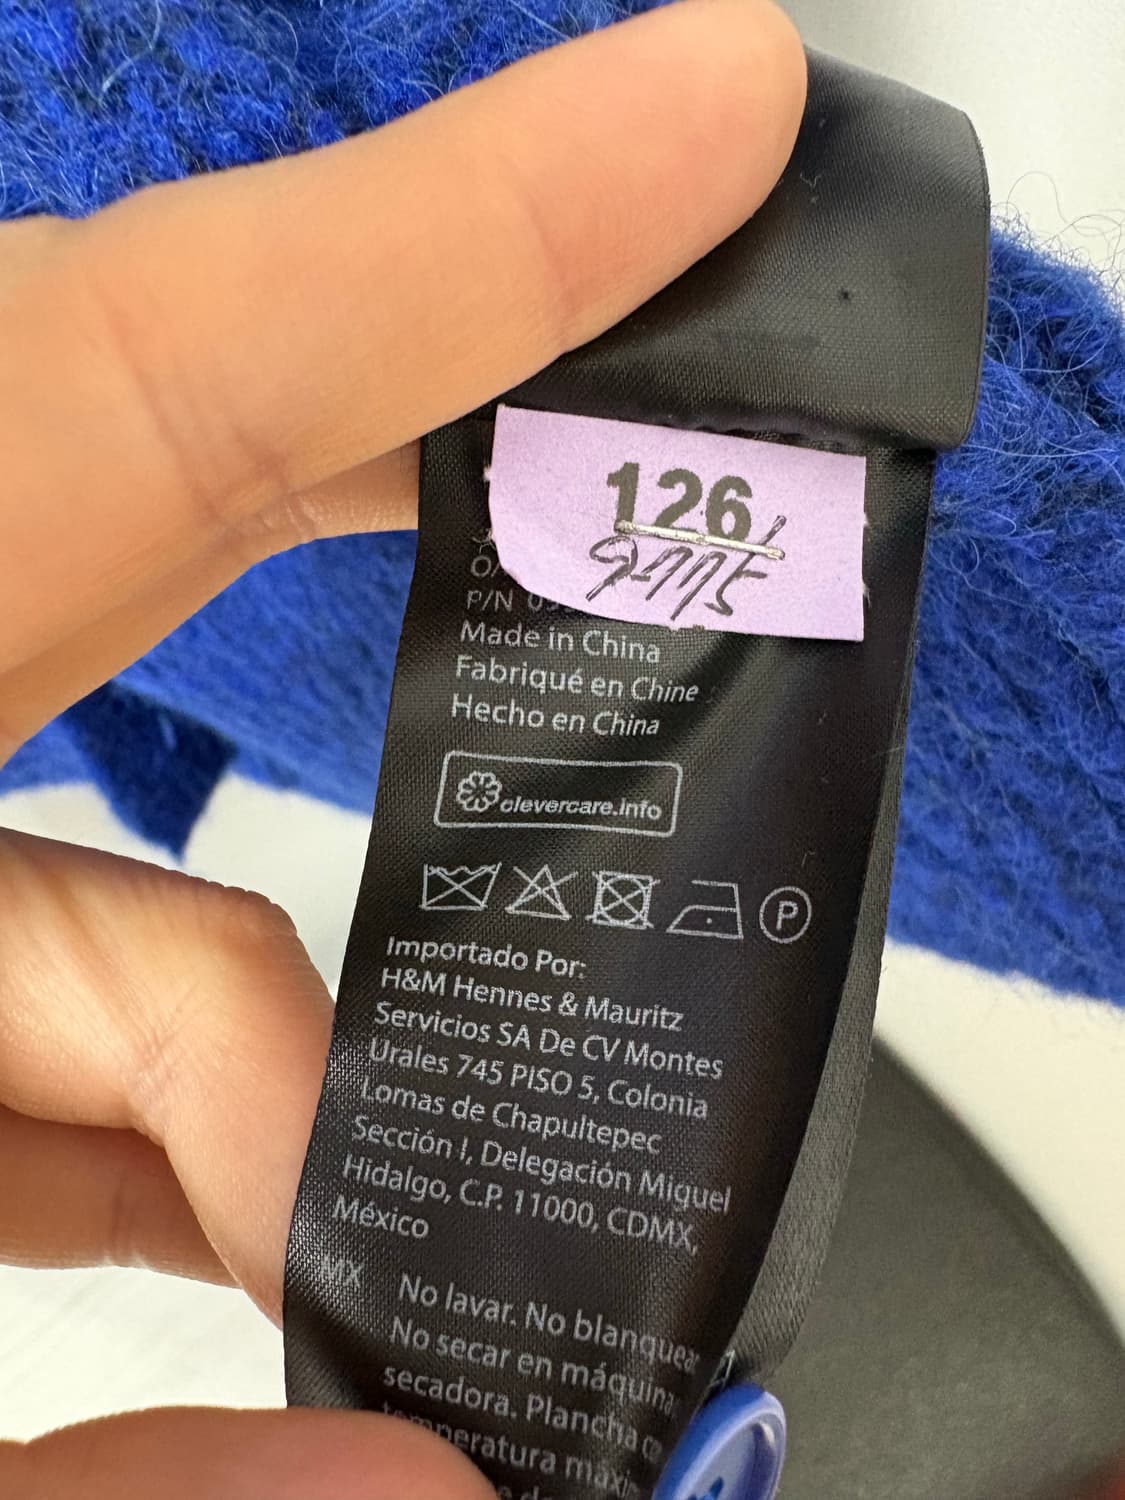 126
O/
P/N
Made in China
Fabriqué en Chine
Hecho en China
clevercare.info
P
Importado Por:
H&M Hennes & Mauritz
Servicios SA De CV Montes
Urales 745 PISO 5, Colonia
Lomas de Chapultepec
Sección I, Delegación Miguel
Hidalgo, C.P. 11000, CDMX,
México
MX No lavar. No blanquear
No secar en máquina
secadora. Plancha
temperatura